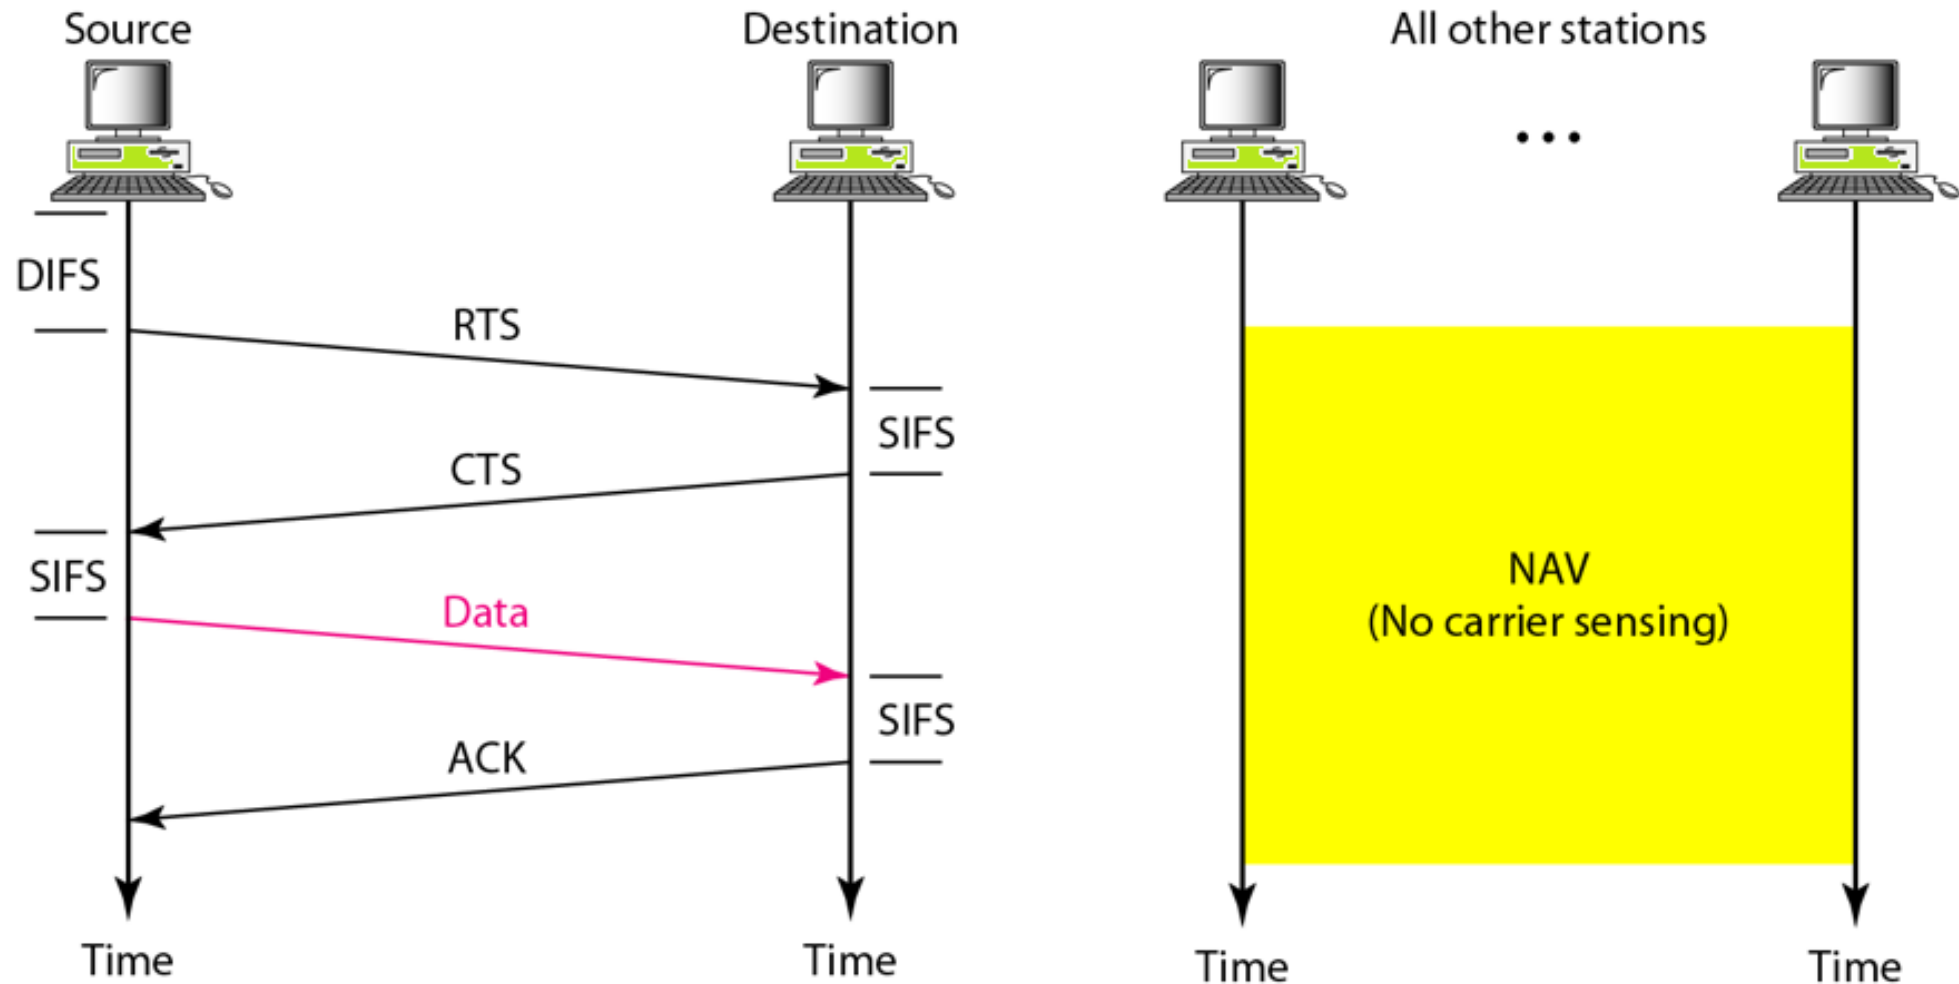 Source
Destination
All other stations
DIFS
RTS
SIFS
CTS
SIFS
Data
SIFS
ACK
NAV
(No carrier sensing)
Time
Time
Time
Time